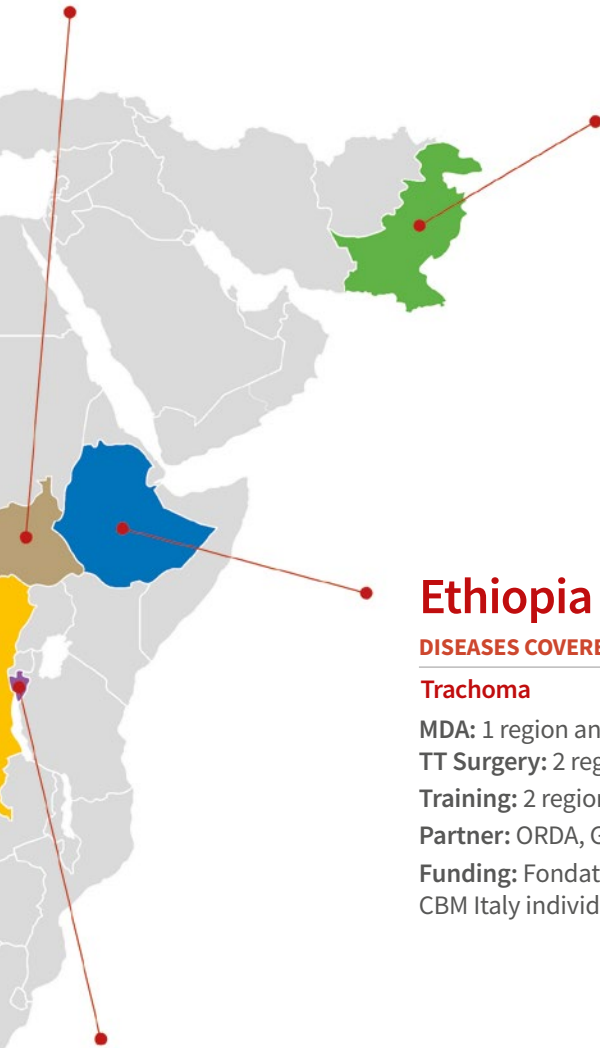 Ethiopia
DISEASES COVERE
Trachoma
MDA: 1 region an
TT Surgery: 2 reg
Training: 2 region
Partner: ORDA, G
Funding: Fondat
CBM Italy individ